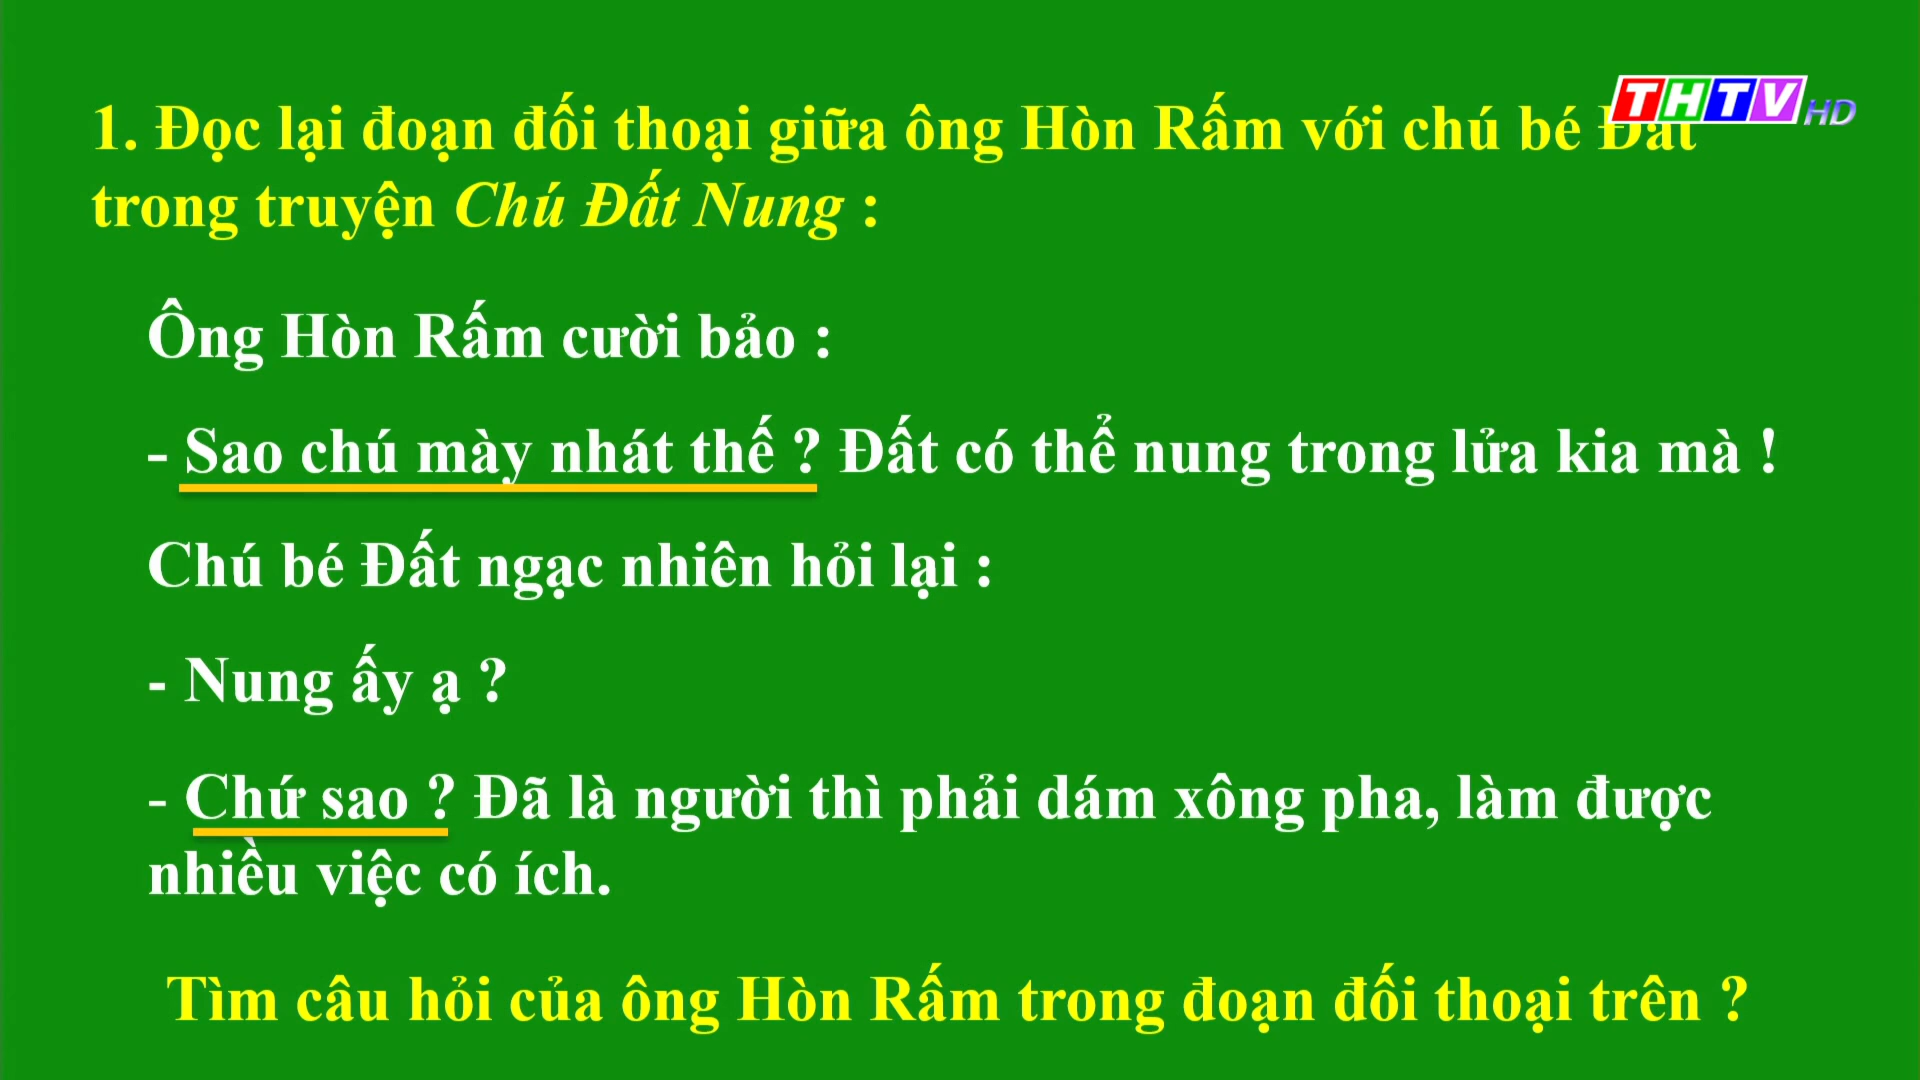 THTV HD
1. Đọc lại đoạn đối thoại giữa ông Hòn Rấm với chú bé Đất
trong truyện Chú Đất Nung :
Ông Hòn Rấm cười bảo :
- Sao chú mày nhát thế ? Đất có thể nung trong lửa kia mà !
Chú bé Đất ngạc nhiên hỏi lại :
- Nung ấy ạ ?
- Chứ sao ? Đã là người thì phải dám xông pha, làm được
nhiều việc có ích.
Tìm câu hỏi của ông Hòn Rấm trong đoạn đối thoại trên ?